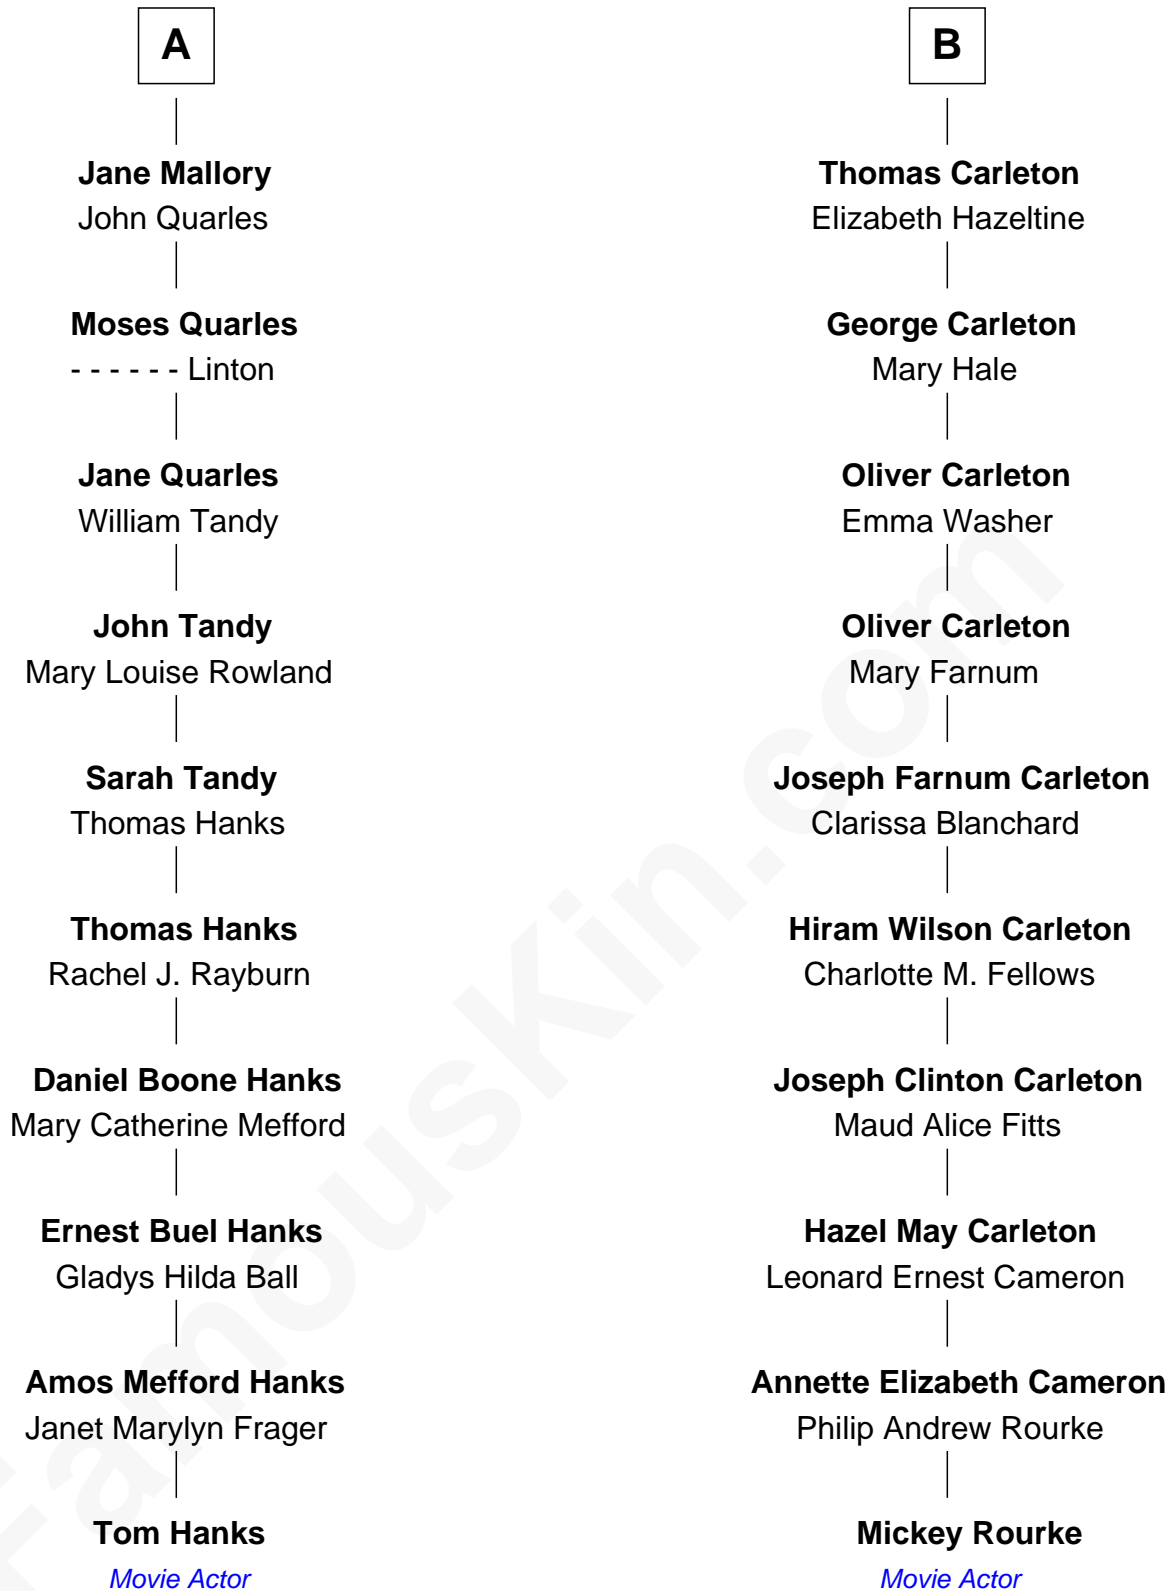 A
Jane Mallory
John Quarles
Moses Quarles
- - - - - - Linton
Jane Quarles
William Tandy
John Tandy
Mary Louise Rowland
Sarah Tandy
Thomas Hanks
Thomas Hanks
Rachel J. Rayburn
Daniel Boone Hanks
Mary Catherine Mefford
Ernest Buel Hanks
Gladys Hilda Ball
Amos Mefford Hanks
Janet Marylyn Frager
Tom Hanks
Movie Actor
B
Thomas Carleton
Elizabeth Hazeltine
George Carleton
Mary Hale
Oliver Carleton
Emma Washer
Oliver Carleton
Mary Farnum
Joseph Farnum Carleton
Clarissa Blanchard
Hiram Wilson Carleton
Charlotte M. Fellows
Joseph Clinton Carleton
Maud Alice Fitts
Hazel May Carleton
Leonard Ernest Cameron
Annette Elizabeth Cameron
Philip Andrew Rourke
Mickey Rourke
Movie Actor
FamousKin.com